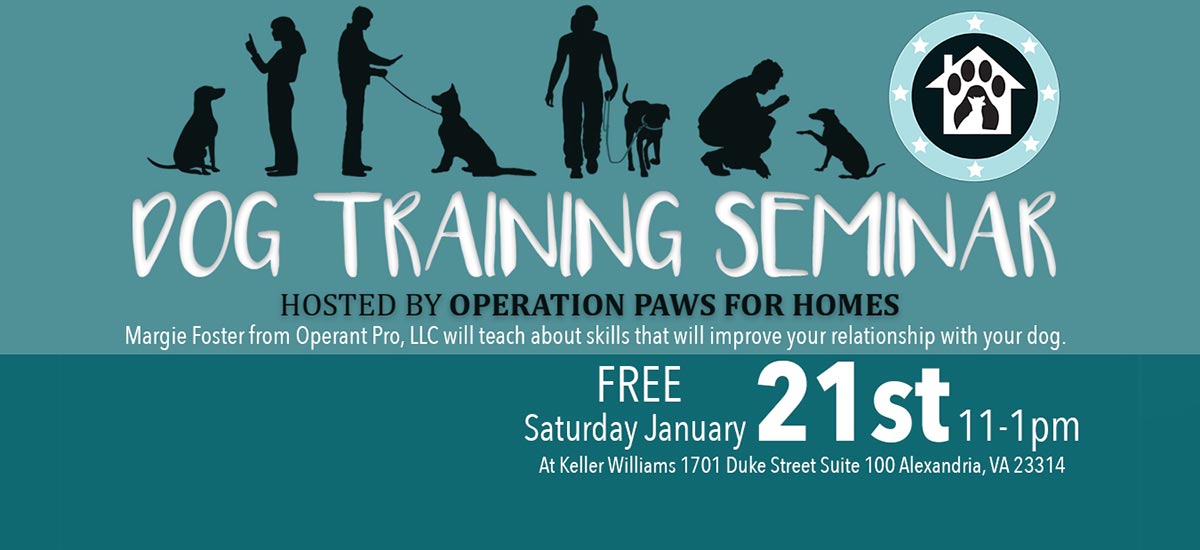 DOG TRAINING SEMINAR
HOSTED BY OPERATION PAWS FOR HOMES
Margie Foster from Operant Pro, LLC will teach about skills that will improve your relationship with your dog.
FREE
Saturday January 21st 11-1pm
At Keller Williams 1701 Duke Street Suite 100 Alexandria, VA 23314